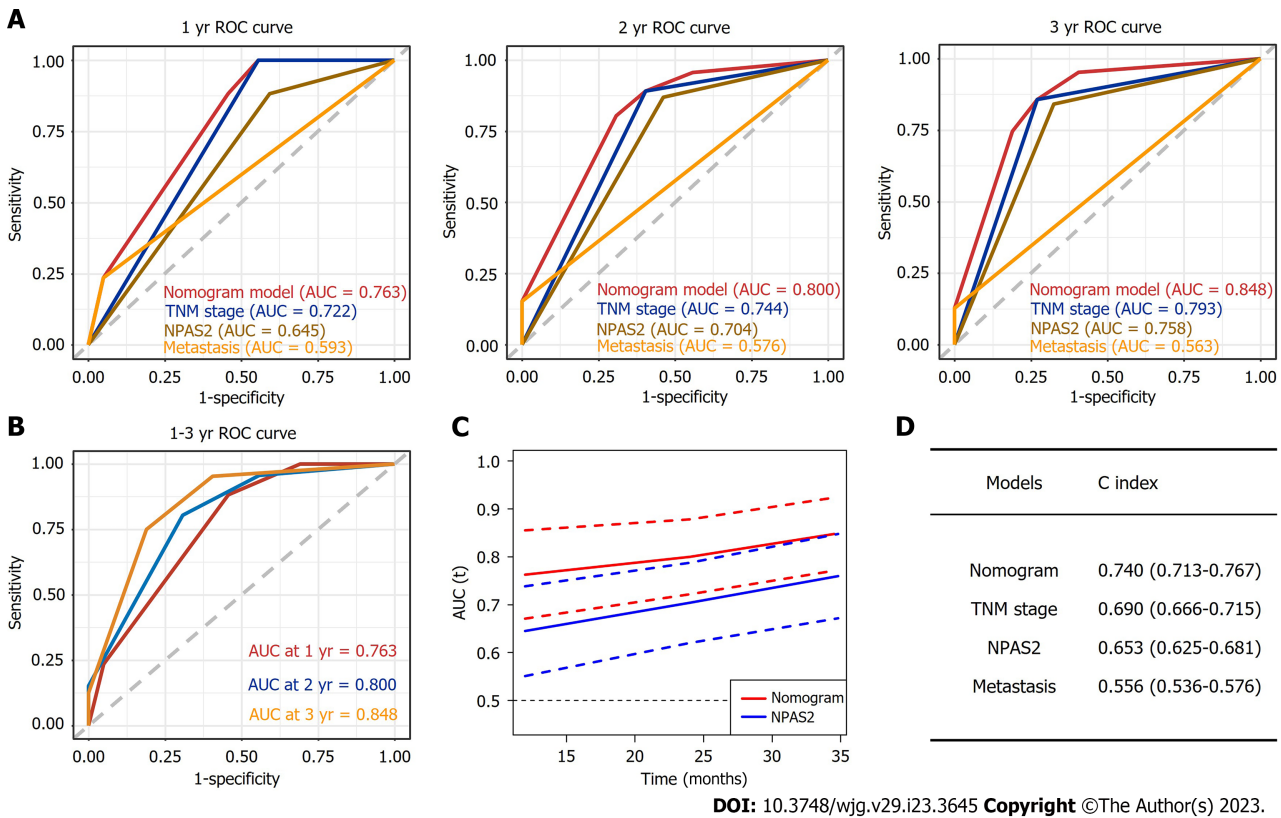 A
1 yr ROC curve
1.00
0.75
0.50
0.25
0.00
Sensitivity
Nomogram model (AUC = 0.763)
TNM stage (AUC = 0.722)
NPAS2 (AUC = 0.645)
Metastasis (AUC = 0.593)
0.00 0.25 0.50 0.75 1.00
1-specificity
2 yr ROC curve
1.00
0.75
0.50
0.25
0.00
Sensitivity
Nomogram model (AUC = 0.800)
TNM stage (AUC = 0.744)
NPAS2 (AUC = 0.704)
Metastasis (AUC = 0.576)
0.00 0.25 0.50 0.75 1.00
1-specificity
3 yr ROC curve
1.00
0.75
0.50
0.25
0.00
Sensitivity
Nomogram model (AUC = 0.848)
TNM stage (AUC = 0.793)
NPAS2 (AUC = 0.758)
Metastasis (AUC = 0.563)
0.00 0.25 0.50 0.75 1.00
1-specificity
B
1-3 yr ROC curve
1.00
0.75
0.50
0.25
0.00
Sensitivity
AUC at 1 yr = 0.763
AUC at 2 yr = 0.800
AUC at 3 yr = 0.848
0.00 0.25 0.50 0.75 1.00
1-specificity
C
1.0
0.9
0.8
0.7
0.6
0.5
AUC (t)
Nomogram
NPAS2
15 20 25 30 35
Time (months)
D
Models C index
Nomogram 0.740 (0.713-0.767)
TNM stage 0.690 (0.666-0.715)
NPAS2 0.653 (0.625-0.681)
Metastasis 0.556 (0.536-0.576)
DOI: 10.3748/wjg.v29.i23.3645 Copyright ©The Author(s) 2023.